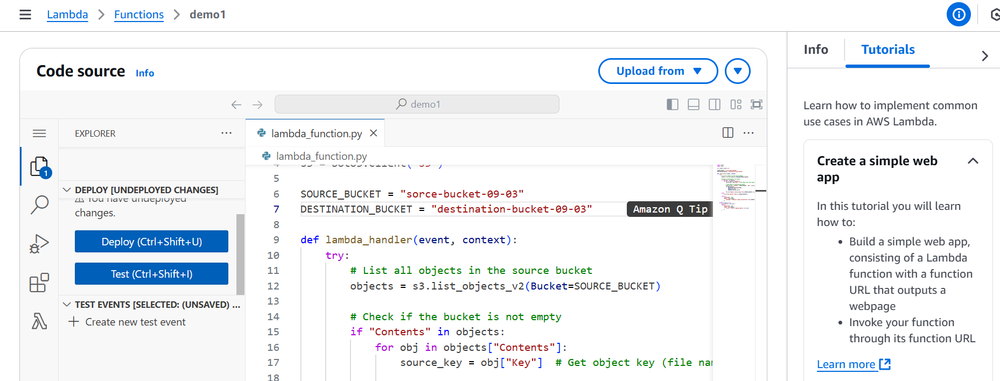 Lambda > Functions > demo1
Code source Info
Upload from
demo1
EXPLORER
lambda_function.py
lambda_function.py
1
DEPLOY [UNDEPLOYED CHANGES]
You have undeployed
changes.
Deploy (Ctrl+Shift+U)
Test (Ctrl+Shift+I)
TEST EVENTS [SELECTED: (UNSAVED) ...
Create new test event
5
6 SOURCE_BUCKET = "sorce-bucket-09-03"
7 DESTINATION_BUCKET = "destination-bucket-09-03"
Amazon Q Tip
8
9 def lambda_handler(event, context):
10 try:
11 # List all objects in the source bucket
12 objects = s3.list_objects_v2(Bucket=SOURCE_BUCKET)
13
14 # Check if the bucket is not empty
15 if "Contents" in objects:
16 for obj in objects["Contents"]:
17 source_key = obj["Key"] # Get object key (file
18
Info
Tutorials
Learn how to implement common
use cases in AWS Lambda.
Create a simple web
app
In this tutorial you will learn
how to:
• Build a simple web app,
consisting of a Lambda
function with a function
URL that outputs a
webpage
• Invoke your function
through its function URL
Learn more